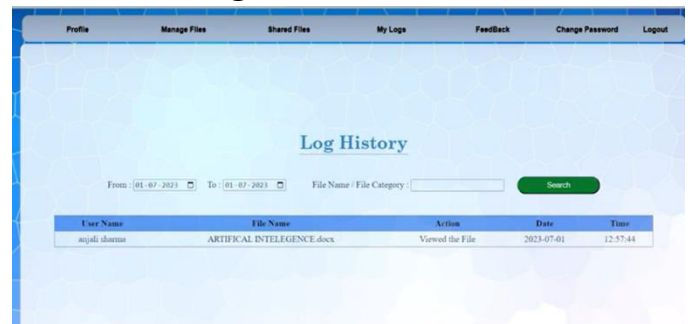 Profile Manage Files Shared Files My Logs FeedBack Change Password Logout
Log History
From : 01-07-2023 To : 01-07-2023 File Name / File Category : Search
User Name File Name Action Date Time
anjali sharma ARTIFICAL INTELEGENCE.docx Viewed the File 2023-07-01 12:57:44